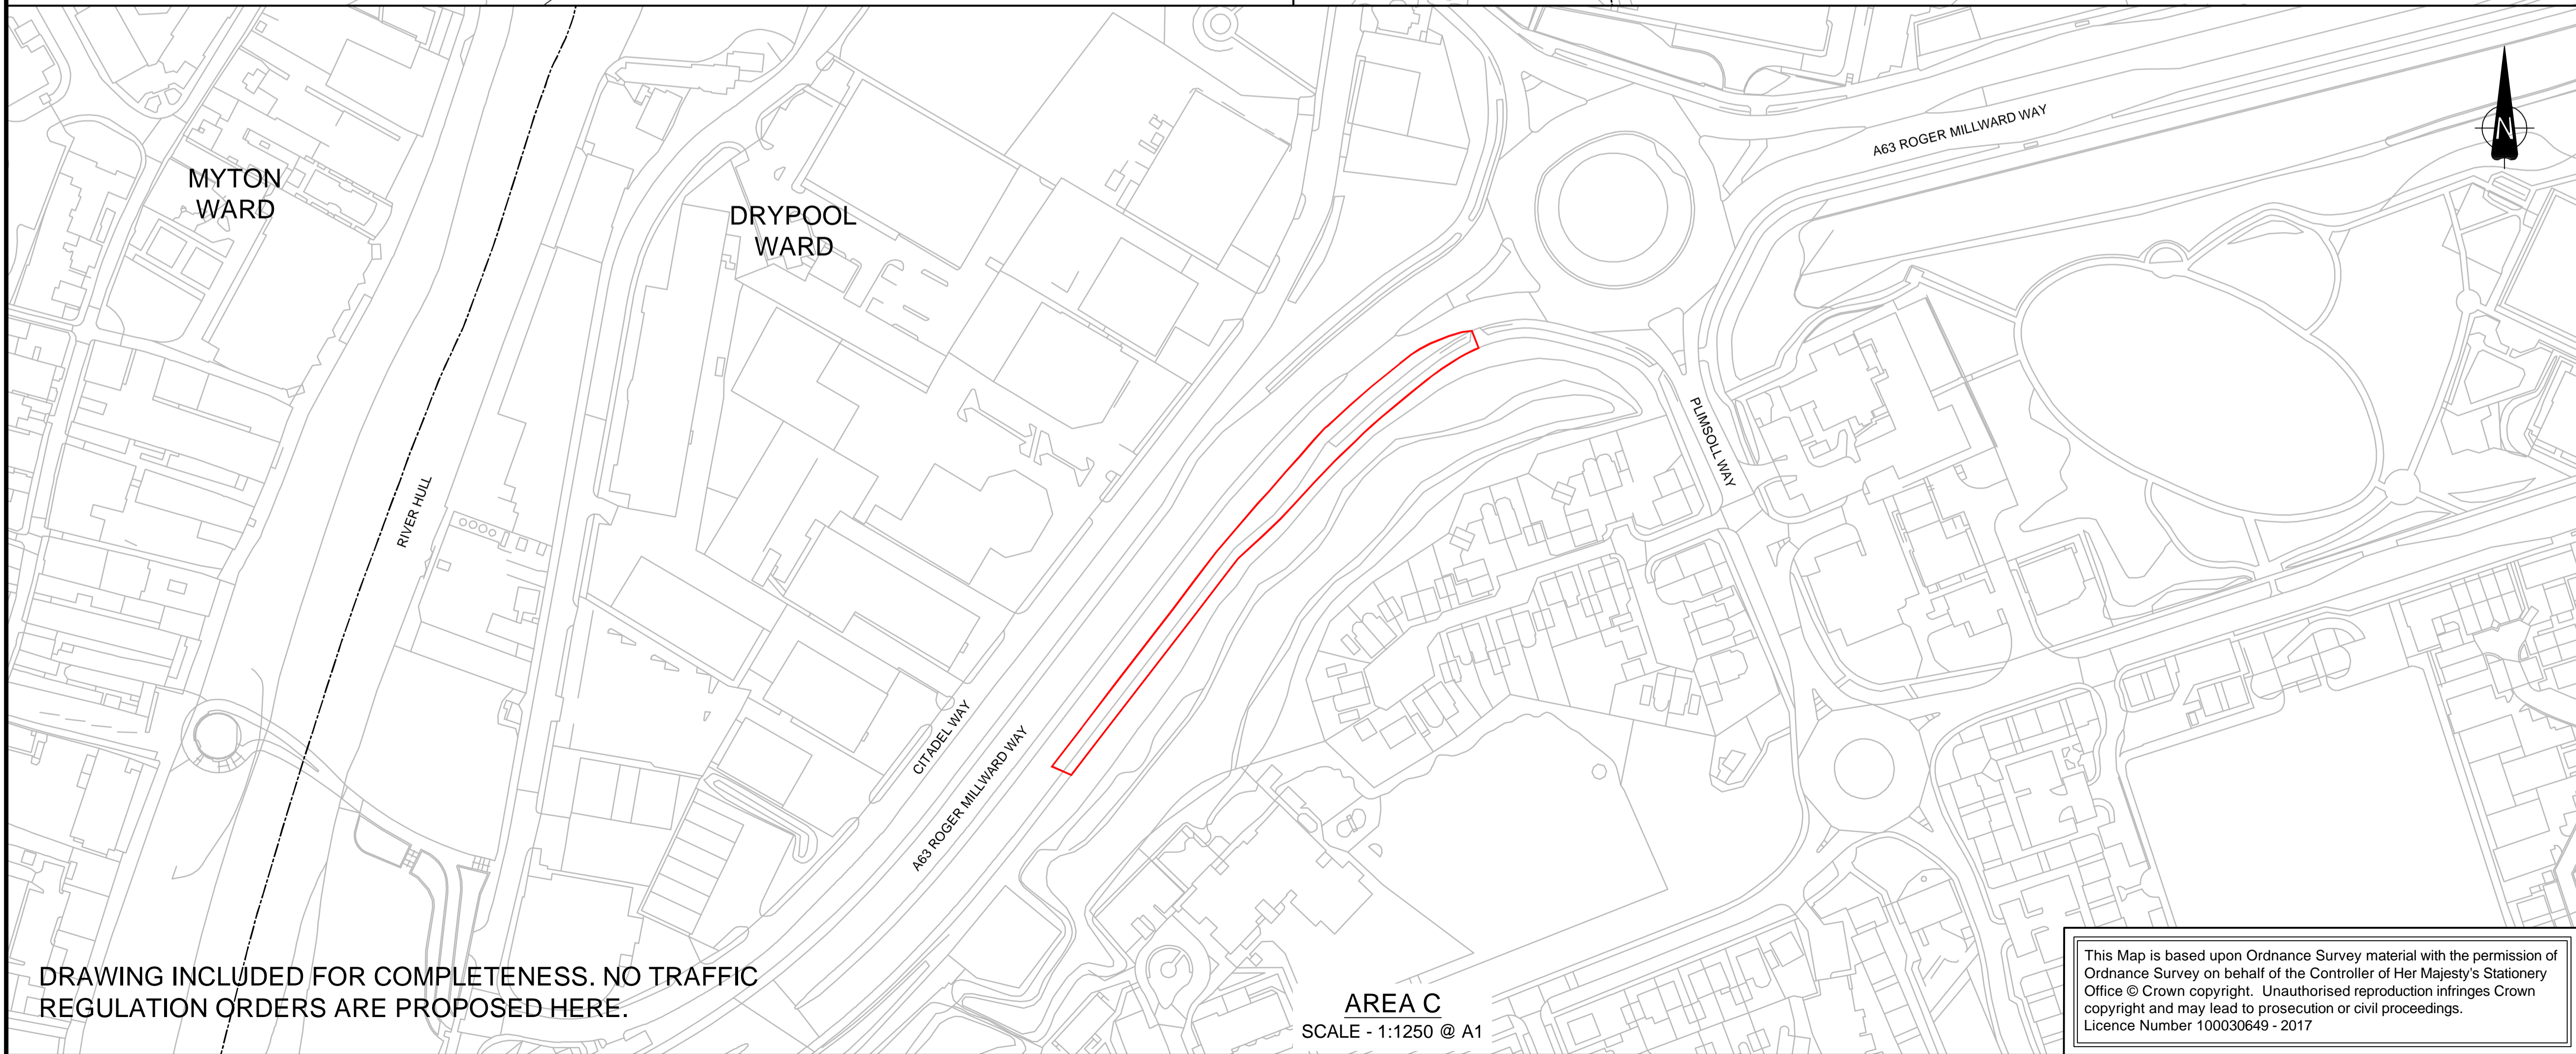 MYTON
WARD
DRYPOOL
WARD
A63 ROGER MILLWARD WAY
N
PLIMSOLL WAY
RIVER HULL
CITADEL WAY
A63 ROGER MILLWARD WAY
DRAWING INCLUDED FOR COMPLETENESS. NO TRAFFIC
REGULATION ORDERS ARE PROPOSED HERE.
AREA C
SCALE - 1:1250 @ A1
This Map is based upon Ordnance Survey material with the permission of
Ordnance Survey on behalf of the Controller of Her Majesty's Stationery
Office © Crown copyright. Unauthorised reproduction infringes Crown
copyright and may lead to prosecution or civil proceedings.
Licence Number 100030649 - 2017